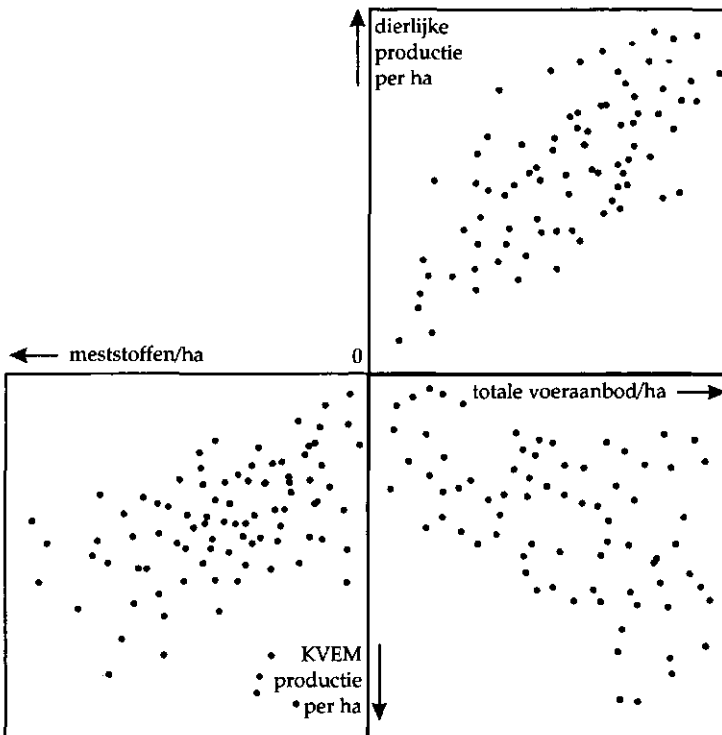 dierlijke
productie
per ha
meststoffen/ha
0
totale voeraanbod/ha
KVEM
productie
per ha